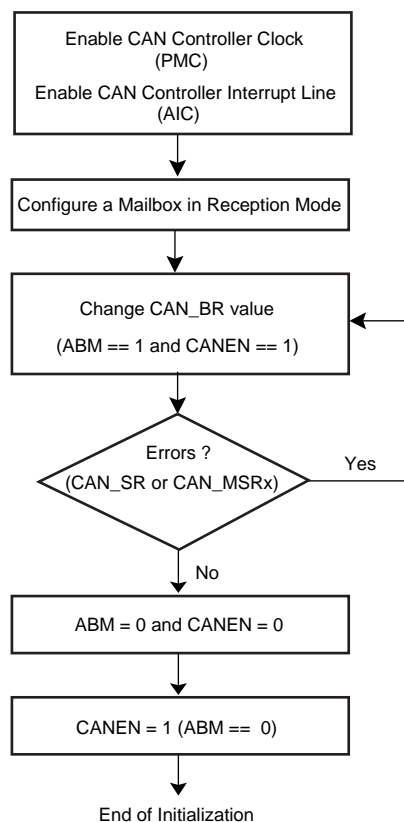 Enable CAN Controller Clock
(PMC)
Enable CAN Controller Interrupt Line
(AIC)
Configure a Mailbox in Reception Mode
Change CAN_BR value
(ABM == 1 and CANEN == 1)
Errors ?
(CAN_SR or CAN_MSRx)
Yes
No
ABM = 0 and CANEN = 0
CANEN = 1 (ABM == 0)
End of Initialization